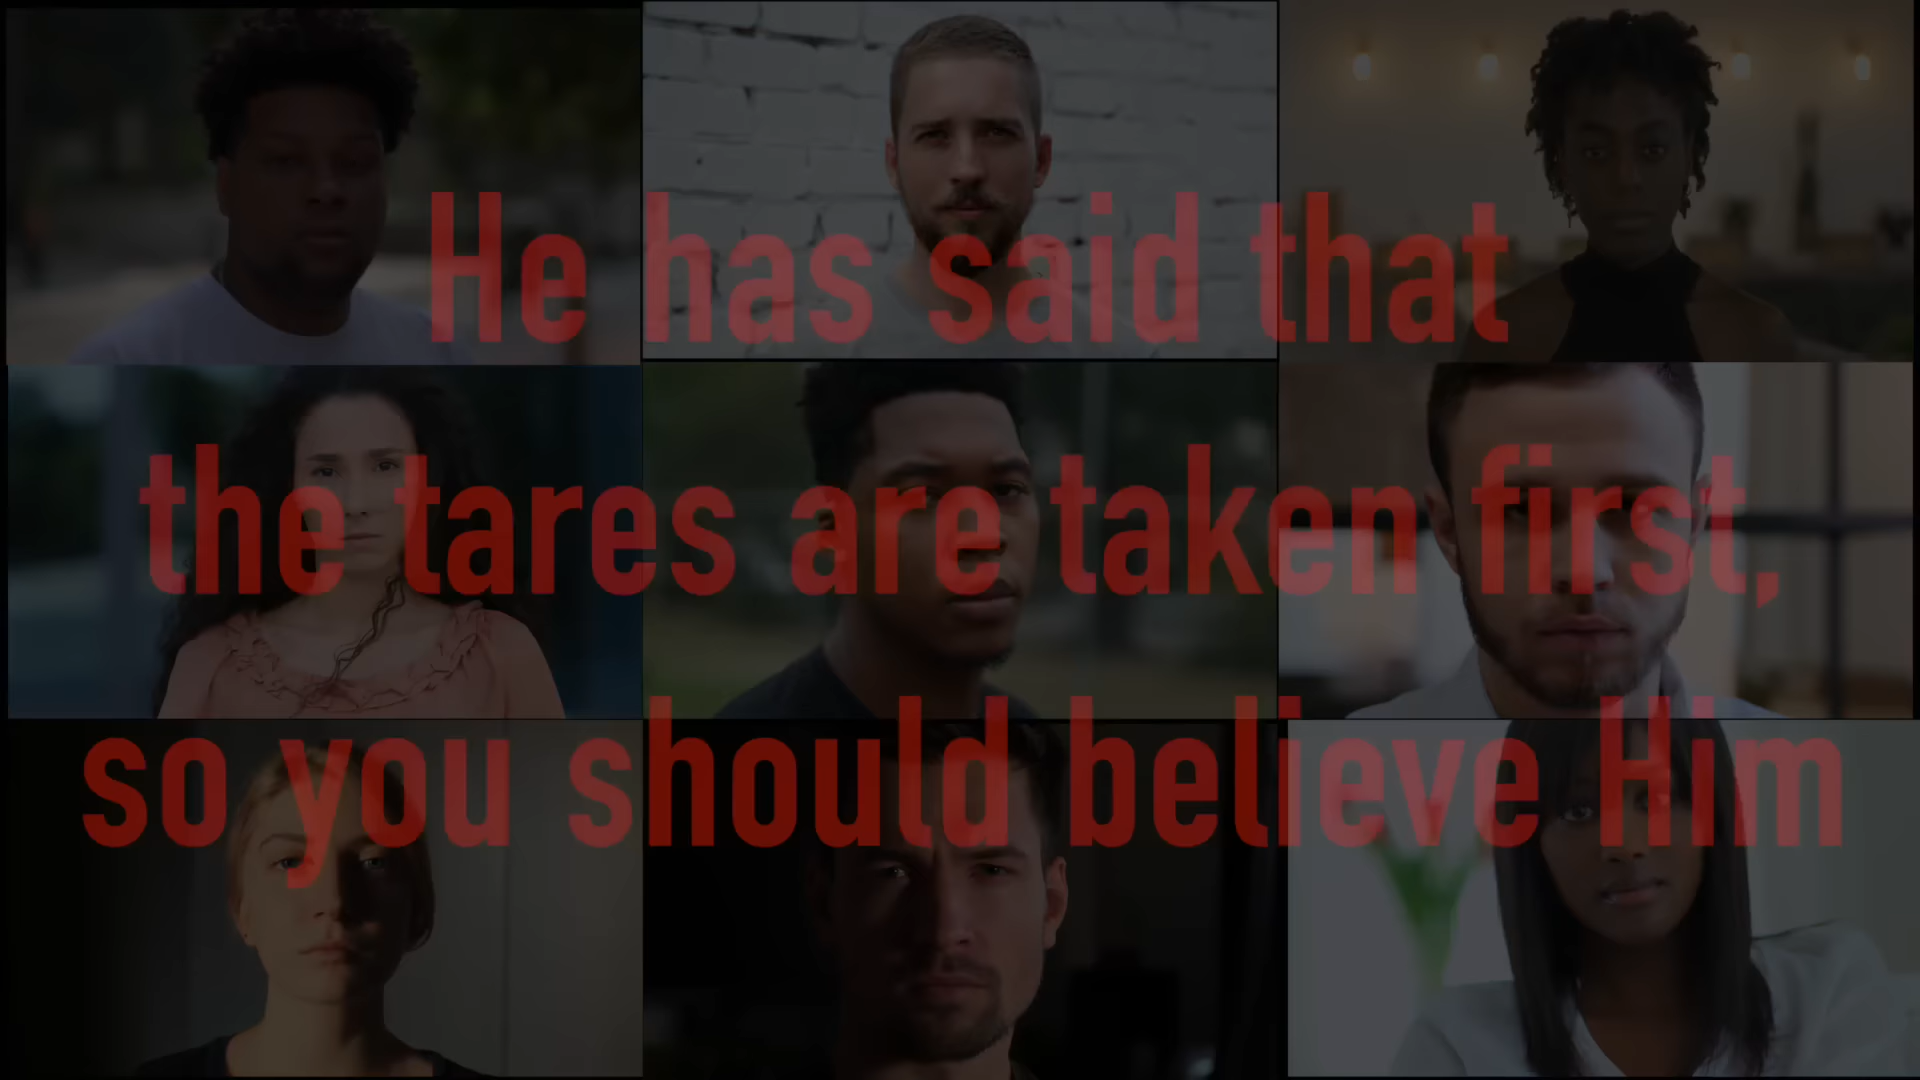 He has said that
the tares are taken first,
so you should believe Him